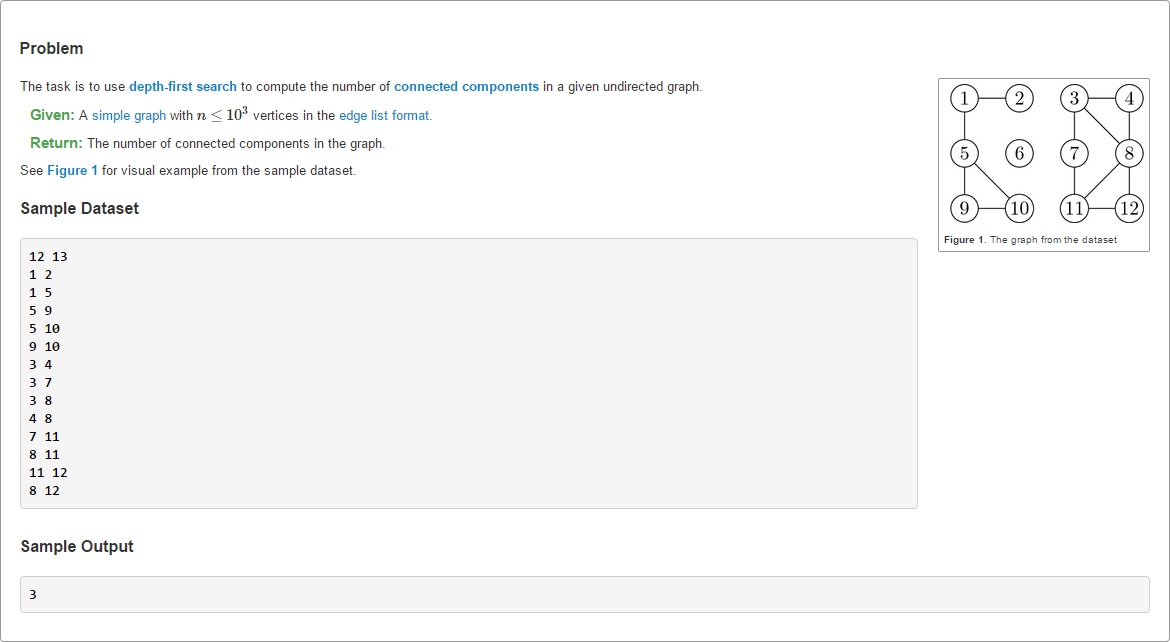 Problem
The task is to use depth-first search to compute the number of connected components in a given undirected graph.
Given: A simple graph with n ≤ 10³ vertices in the edge list format.
Return: The number of connected components in the graph.
See Figure 1 for visual example from the sample dataset.
1 2 3 4
5 6 7 8
9 10 11 12
Figure 1. The graph from the dataset
Sample Dataset
12 13
1 2
1 5
5 9
5 10
9 10
3 4
3 7
3 8
4 8
7 11
8 11
11 12
8 12
Sample Output
3